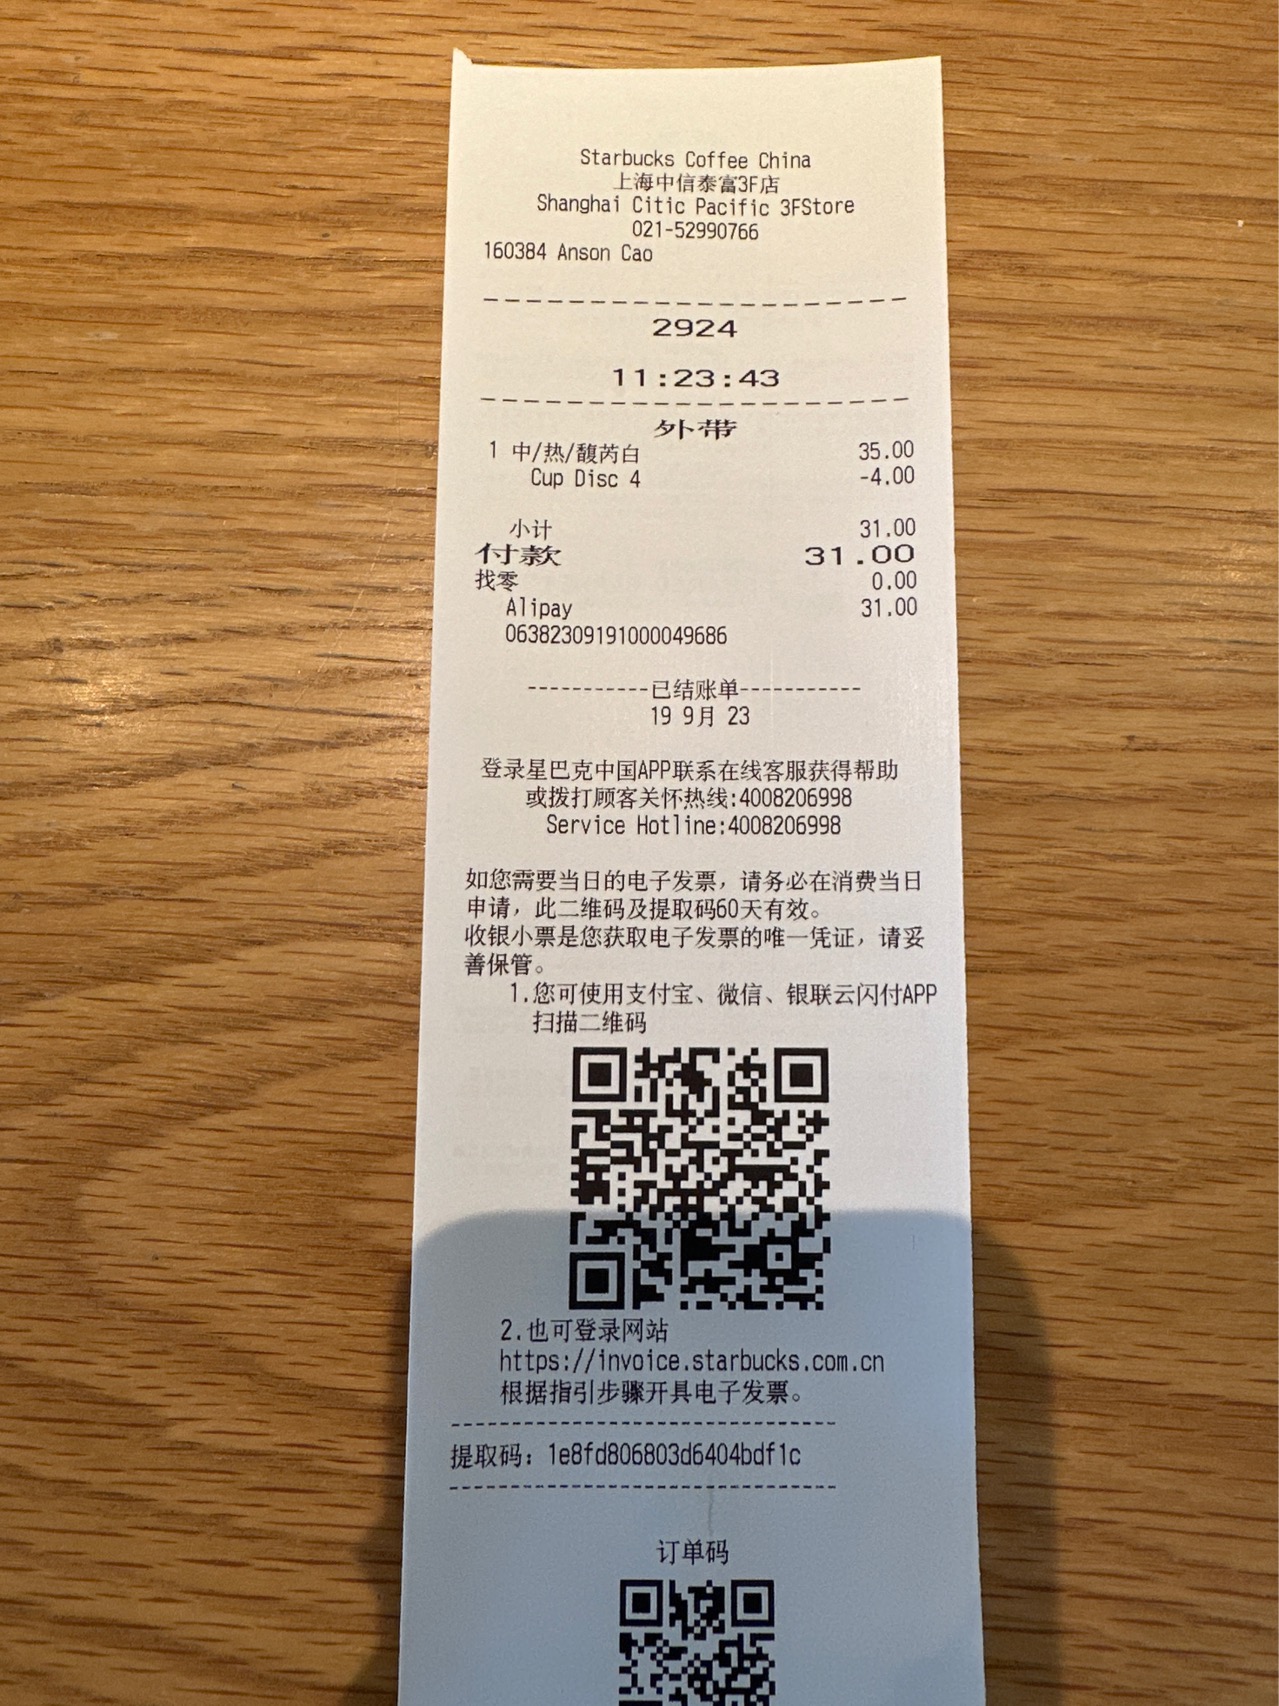 Starbucks Coffee China
上海中信泰富3F店
Shanghai Citic Pacific 3FStore
021-52990766
160384 Anson Cao
2924
11:23:43
外带
1 中/热/馥芮白 35.00
Cup Disc 4 -4.00
小计 31.00
付款 31.00
找零 0.00
Alipay 31.00
06382309191000049686
-----------已结账单-----------
19 9月 23
登录星巴克中国APP联系在线客服获得帮助
或拨打顾客关怀热线:4008206998
Service Hotline:4008206998
如您需要当日的电子发票，请务必在消费当日
申请，此二维码及提取码60天有效。
收银小票是您获取电子发票的唯一凭证，请妥
善保管。
1.您可使用支付宝、微信、银联云闪付APP
扫描二维码
2.也可登录网站
https://invoice.starbucks.com.cn
根据指引步骤开具电子发票。
提取码：1e8fd806803d6404bdf1c
订单码